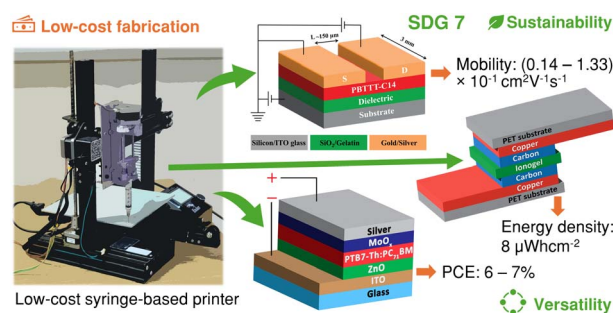 Low-cost fabrication
SDG 7
Sustainability
L ~150 μm
3 mm
S
D
PBTTT-C14
Dielectric
Substrate
Silicon/ITO glass
SiO₂/Gelatin
Gold/Silver
Mobility: (0.14 – 1.33)
× 10⁻¹ cm²V⁻¹s⁻¹
PET substrate
Copper
Carbon
Ionogel
Carbon
Copper
PET substrate
Energy density:
8 μWhcm⁻²
+
−
Silver
MoOₓ
PTB7-Th:PC₇₁BM
ZnO
ITO
Glass
PCE: 6 – 7%
Low-cost syringe-based printer
Versatility